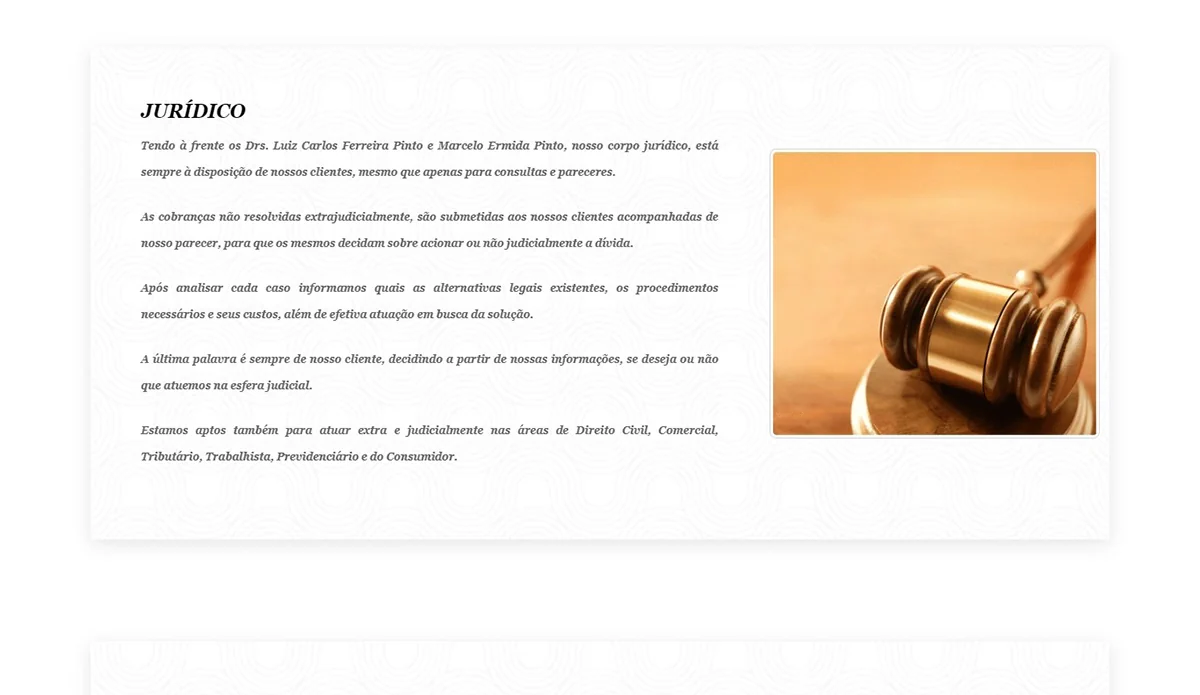 JURÍDICO
Tendo à frente os Drs. Luiz Carlos Ferreira Pinto e Marcelo Ermida Pinto, nosso corpo jurídico, está
sempre à disposição de nossos clientes, mesmo que apenas para consultas e pareceres.
As cobranças não resolvidas extrajudicialmente, são submetidas aos nossos clientes acompanhadas de
nosso parecer, para que os mesmos decidam sobre acionar ou não judicialmente a dívida.
Após analisar cada caso informamos quais as alternativas legais existentes, os procedimentos
necessários e seus custos, além de efetiva atuação em busca da solução.
A última palavra é sempre de nosso cliente, decidindo a partir de nossas informações, se deseja ou não
que atuemos na esfera judicial.
Estamos aptos também para atuar extra e judicialmente nas áreas de Direito Civil, Comercial,
Tributário, Trabalhista, Previdenciário e do Consumidor.